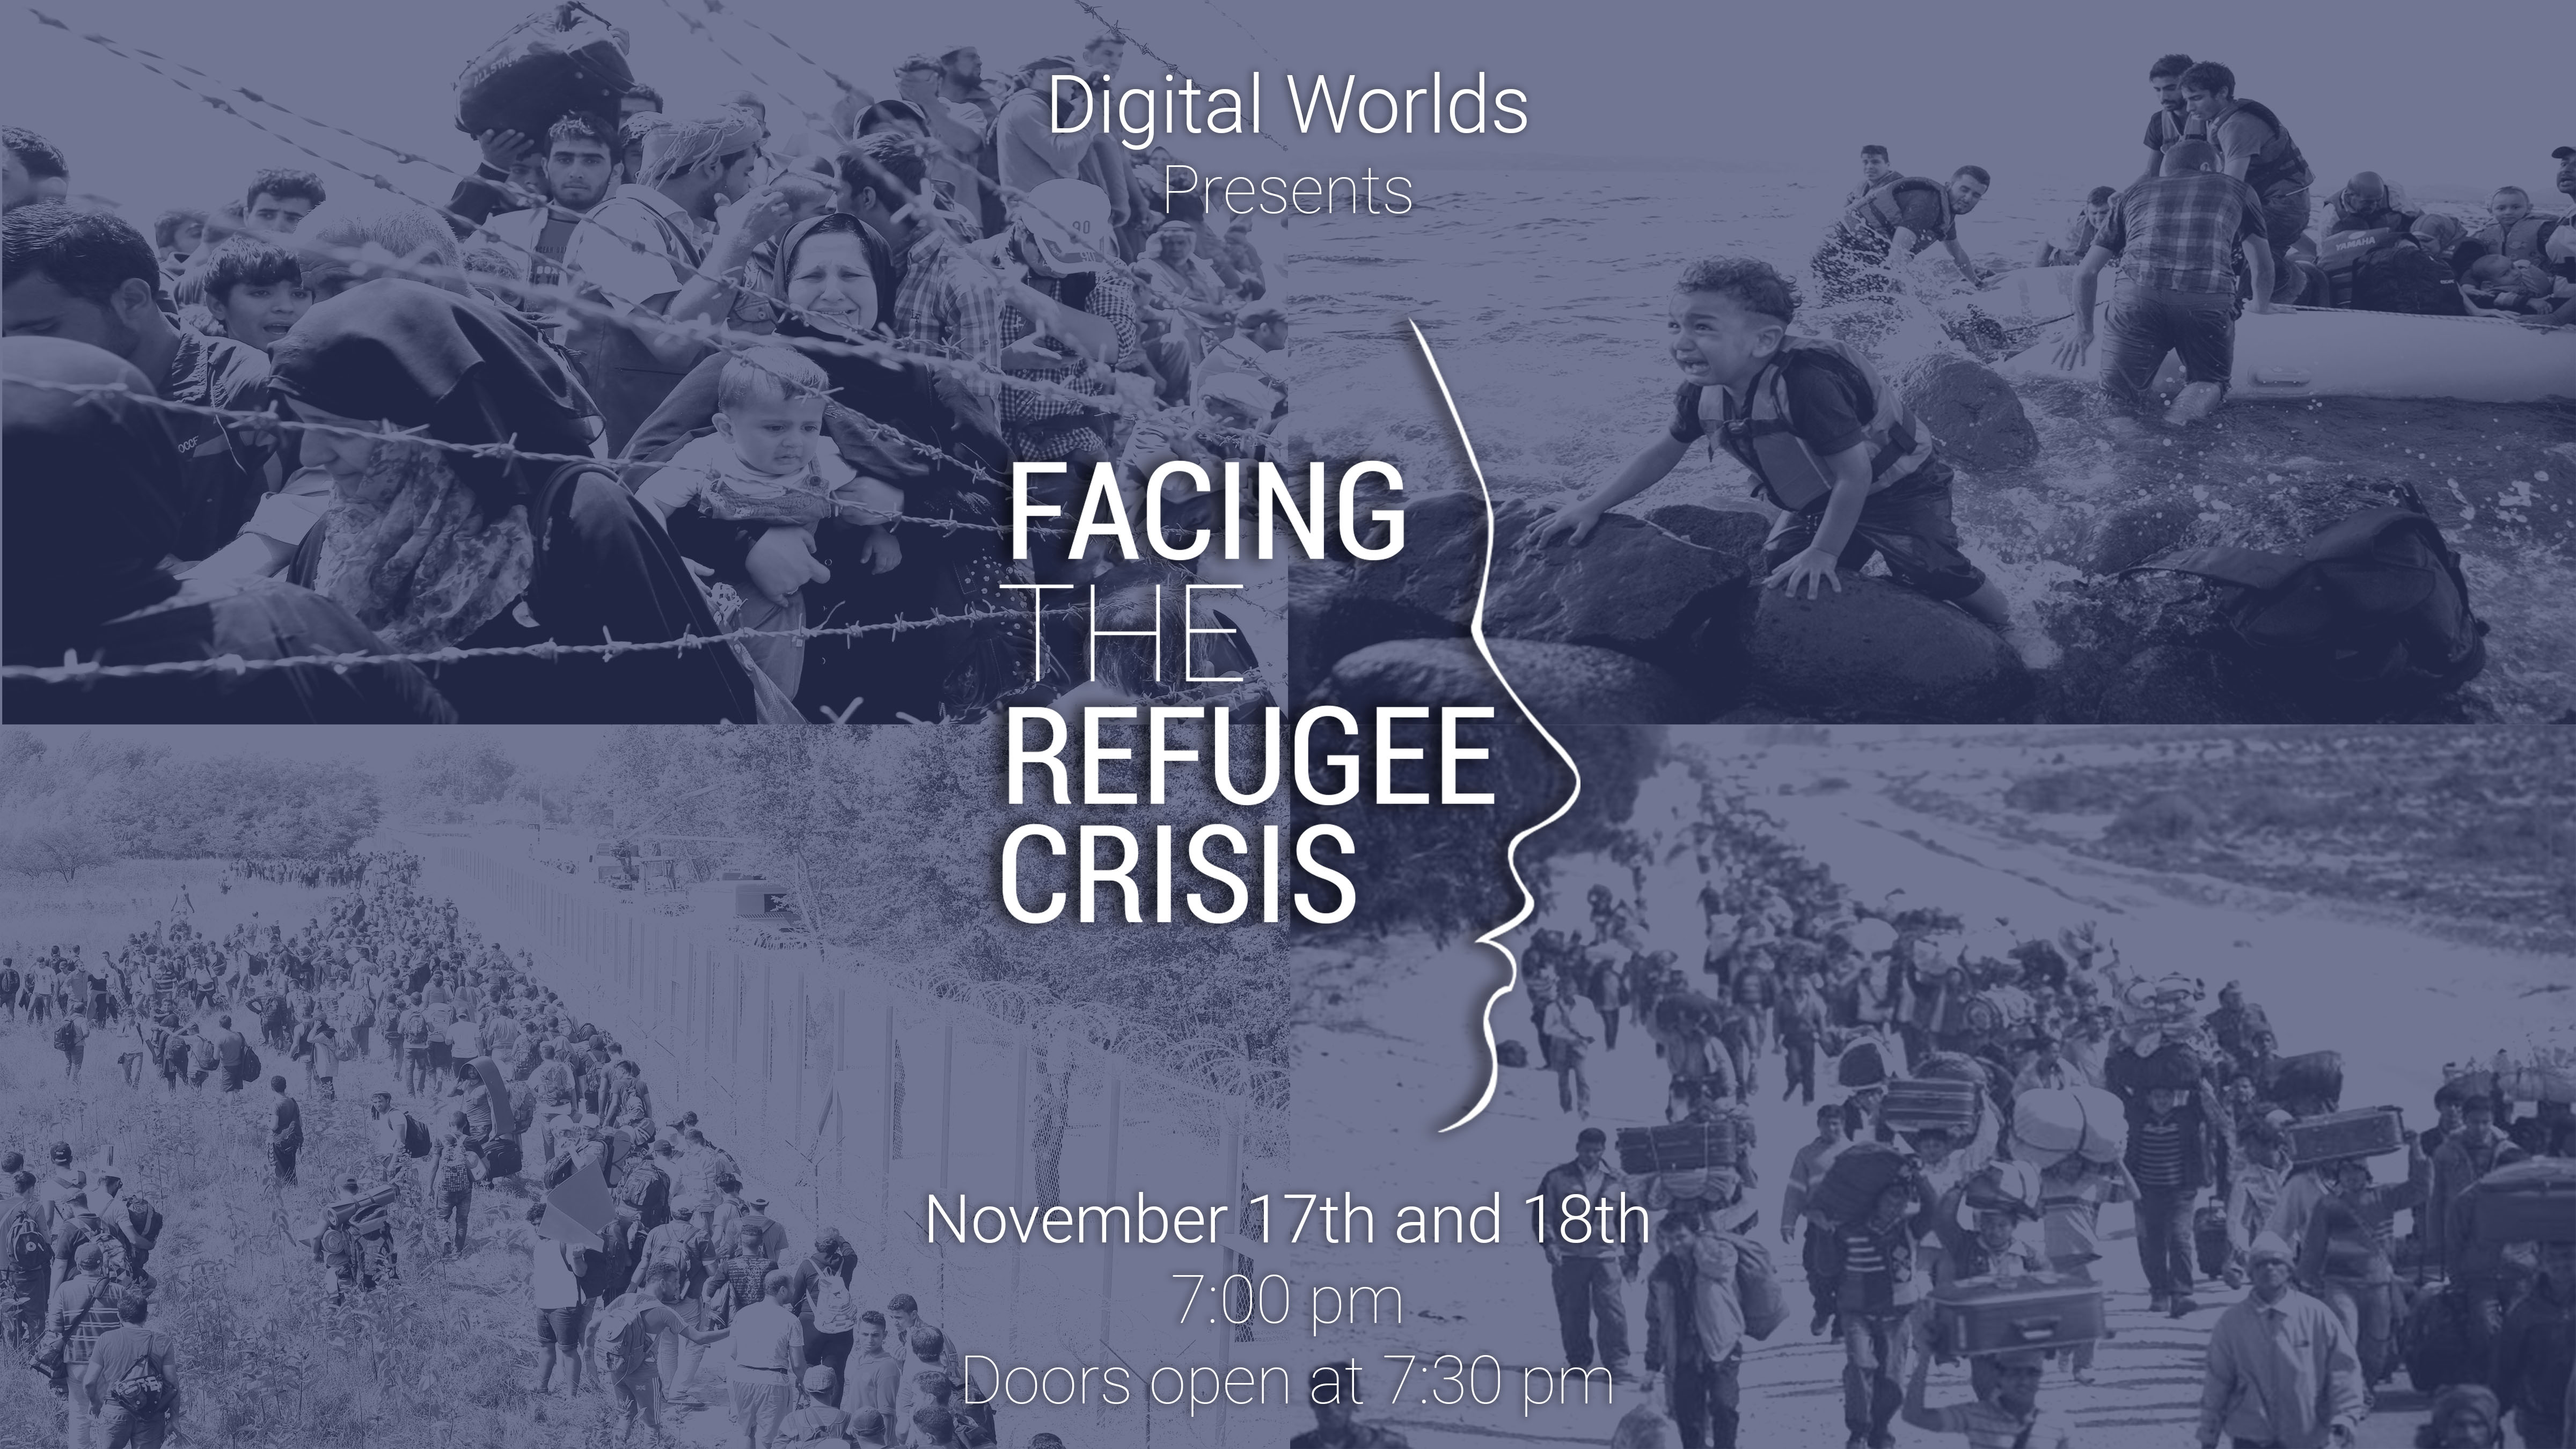 Digital Worlds
Presents
FACING
THE
REFUGEE
CRISIS
November 17th and 18th
7:00 pm
Doors open at 7:30 pm
YAMAHA